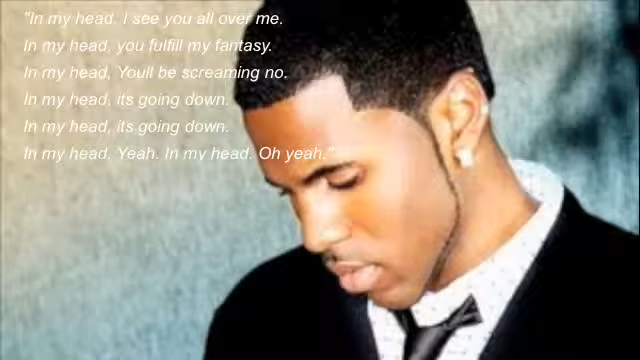 "In my head. I see you all over me.
In my head, you fulfill my fantasy.
In my head, Youll be screaming no.
In my head, its going down.
In my head, its going down.
In my head. Yeah. In my head. Oh yeah."